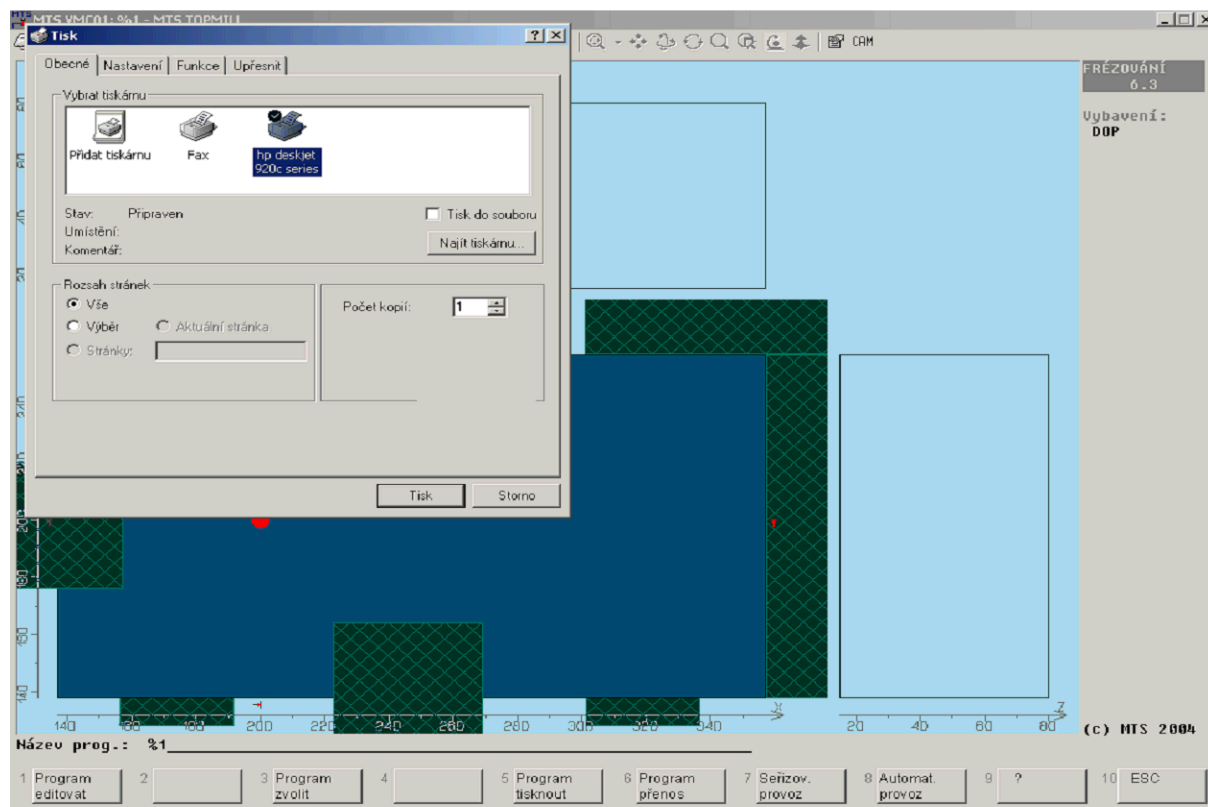 MTS VMC01: %1 - MTS TOPMILL
Tisk
Obecné Nastavení Funkce Upřesnit
CAM
FRÉZOVÁNÍ
6.3
Vybavení:
DOP
Vybrat tiskárnu
Přidat tiskárnu Fax hp deskjet
920c series
Stav: Připraven
Tisk do souboru
Umístění:
Komentář:
Najít tiskárnu...
Rozsah stránek
Vše
Výběr Aktuální stránka
Stránky:
Počet kopií: 1
Tisk Storno
200
180
140
140 160 180 200 220 240 260 280 300 320 340 X 20 40 60 80 Z
(c) MTS 2004
Název prog.: %1
1 Program editovat
2
3 Program zvolit
4
5 Program tisknout
6 Program přenos
7 Seřizov. provoz
8 Automat. provoz
9 ?
10 ESC